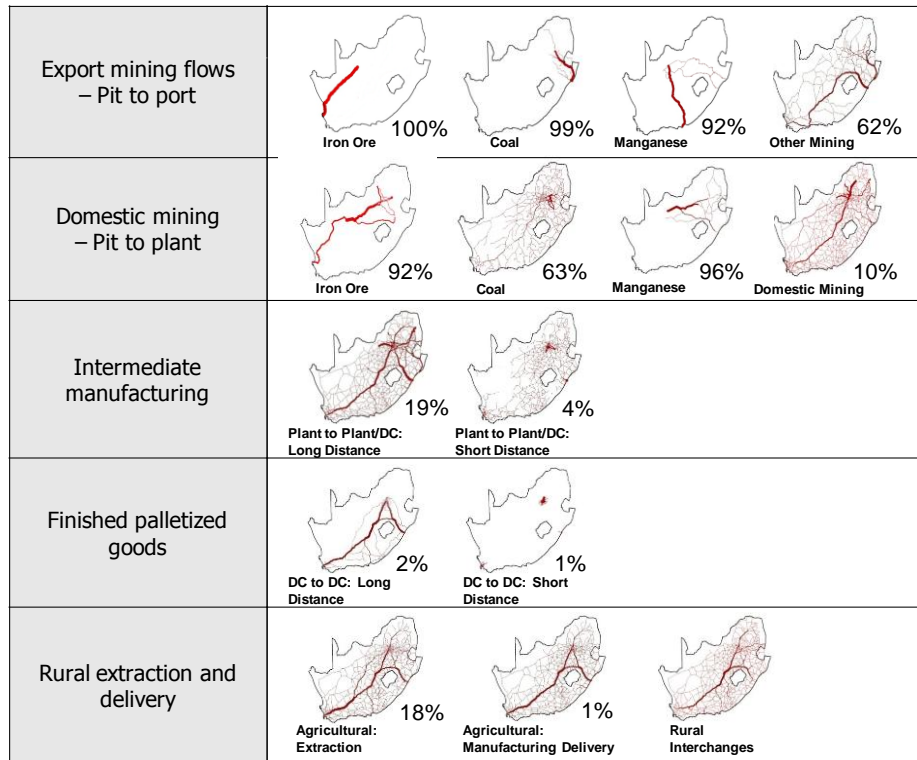 Export mining flows
– Pit to port
100%
Iron Ore
99%
Coal
92%
Manganese
62%
Other Mining
Domestic mining
– Pit to plant
92%
Iron Ore
63%
Coal
96%
Manganese
10%
Domestic Mining
Intermediate
manufacturing
19%
Plant to Plant/DC:
Long Distance
4%
Plant to Plant/DC:
Short Distance
Finished palletized
goods
2%
DC to DC: Long
Distance
1%
DC to DC: Short
Distance
Rural extraction and
delivery
18%
Agricultural:
Extraction
1%
Agricultural:
Manufacturing Delivery
Rural
Interchanges